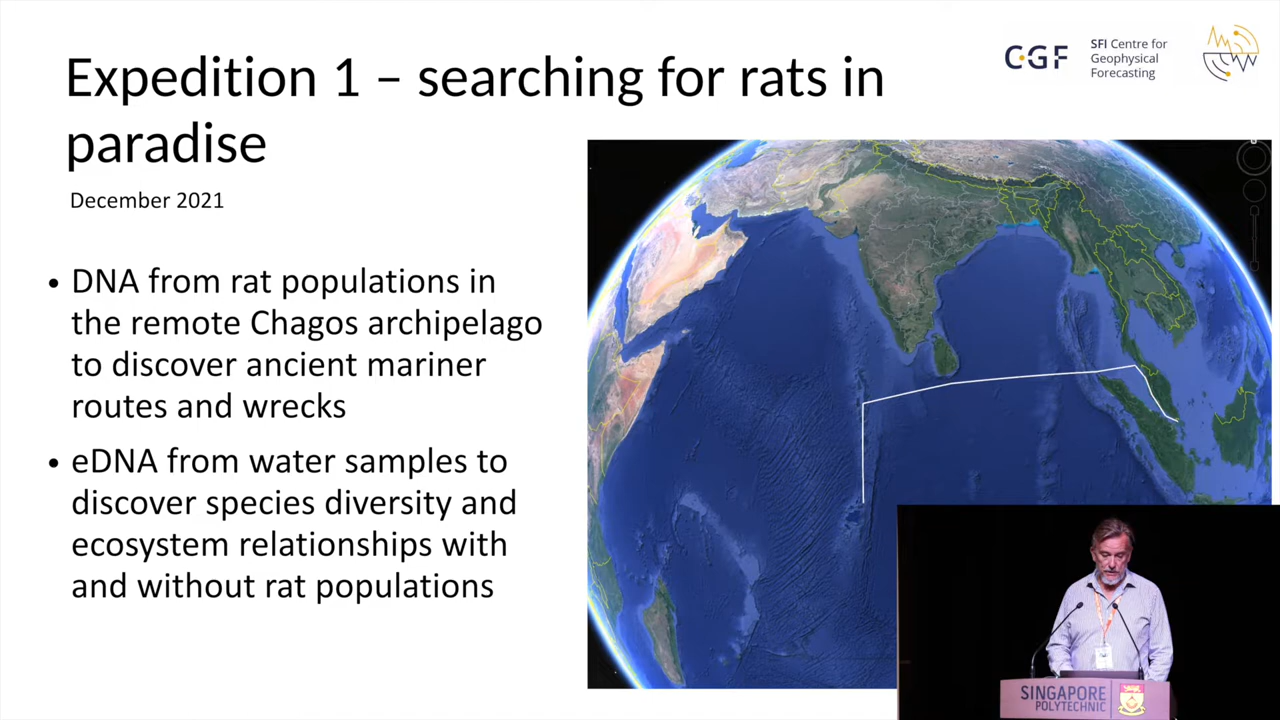 Expedition 1 – searching for rats in
paradise
CGF
SFI Centre for
Geophysical
Forecasting
December 2021
• DNA from rat populations in
the remote Chagos archipelago
to discover ancient mariner
routes and wrecks
• eDNA from water samples to
discover species diversity and
ecosystem relationships with
and without rat populations
SINGAPORE
POLYTECHNIC